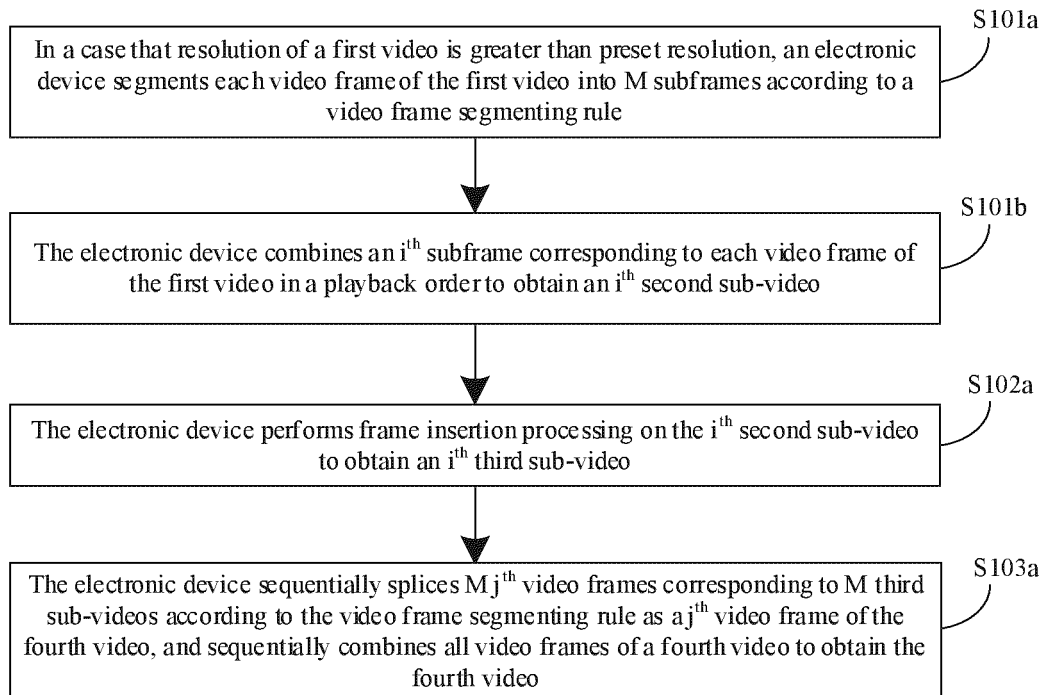 S101a
In a case that resolution of a first video is greater than preset resolution, an electronic
device segments each video frame of the first video into M subframes according to a
video frame segmenting rule
S101b
The electronic device combines an i^th subframe corresponding to each video frame of
the first video in a playback order to obtain an i^th second sub-video
S102a
The electronic device performs frame insertion processing on the i^th second sub-video
to obtain an i^th third sub-video
S103a
The electronic device sequentially splices M j^th video frames corresponding to M third
sub-videos according to the video frame segmenting rule as a j^th video frame of the
fourth video, and sequentially combines all video frames of a fourth video to obtain the
fourth video